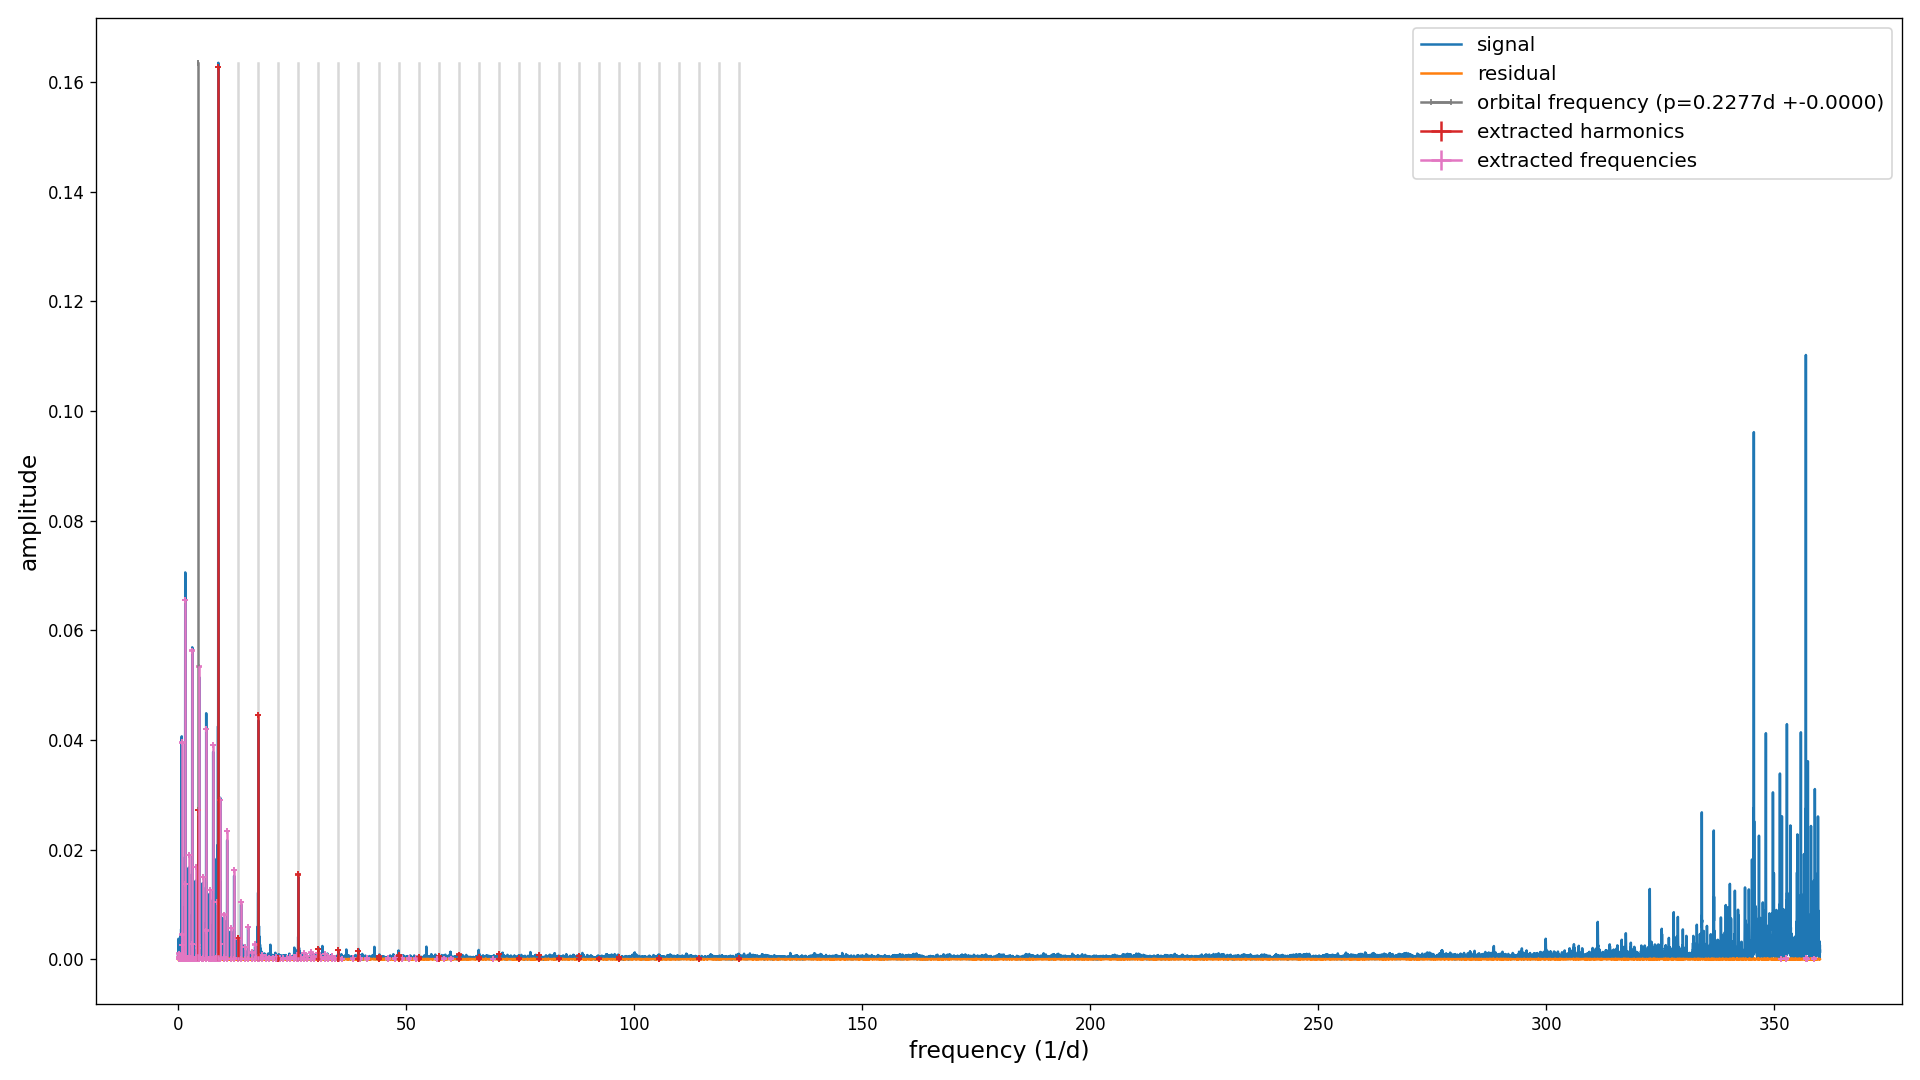 signal
residual
orbital frequency (p=0.2277d +-0.0000)
extracted harmonics
extracted frequencies
0.16
0.14
0.12
0.10
0.08
0.06
0.04
0.02
0.00
amplitude
0 50 100 150 200 250 300 350
frequency (1/d)